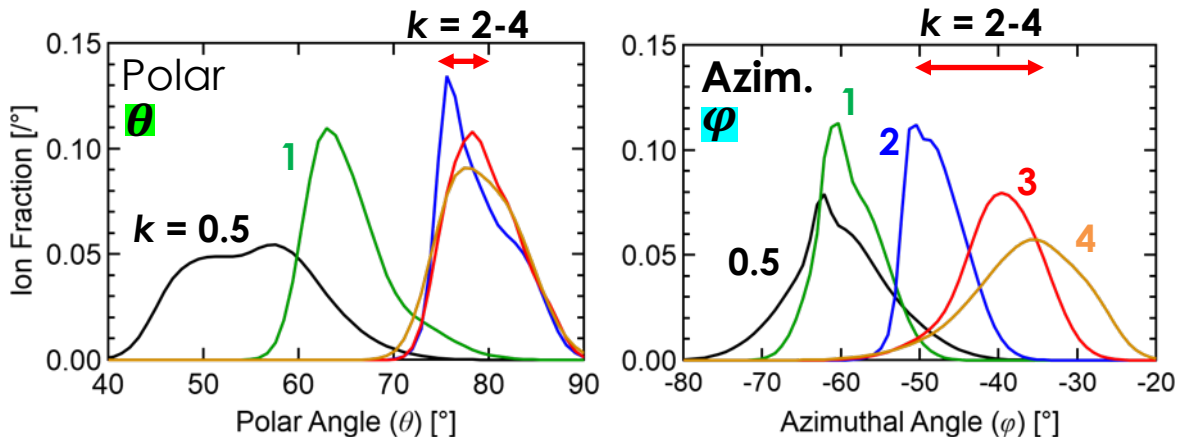 k = 2-4
0.15
0.10
0.05
0.00
Ion Fraction [/°]
Polar
θ
1
k = 0.5
40 50 60 70 80 90
Polar Angle (θ) [°]
k = 2-4
0.15
0.10
0.05
0.00
Azim.
φ
1
2
3
4
0.5
-80 -70 -60 -50 -40 -30 -20
Azimuthal Angle (φ) [°]